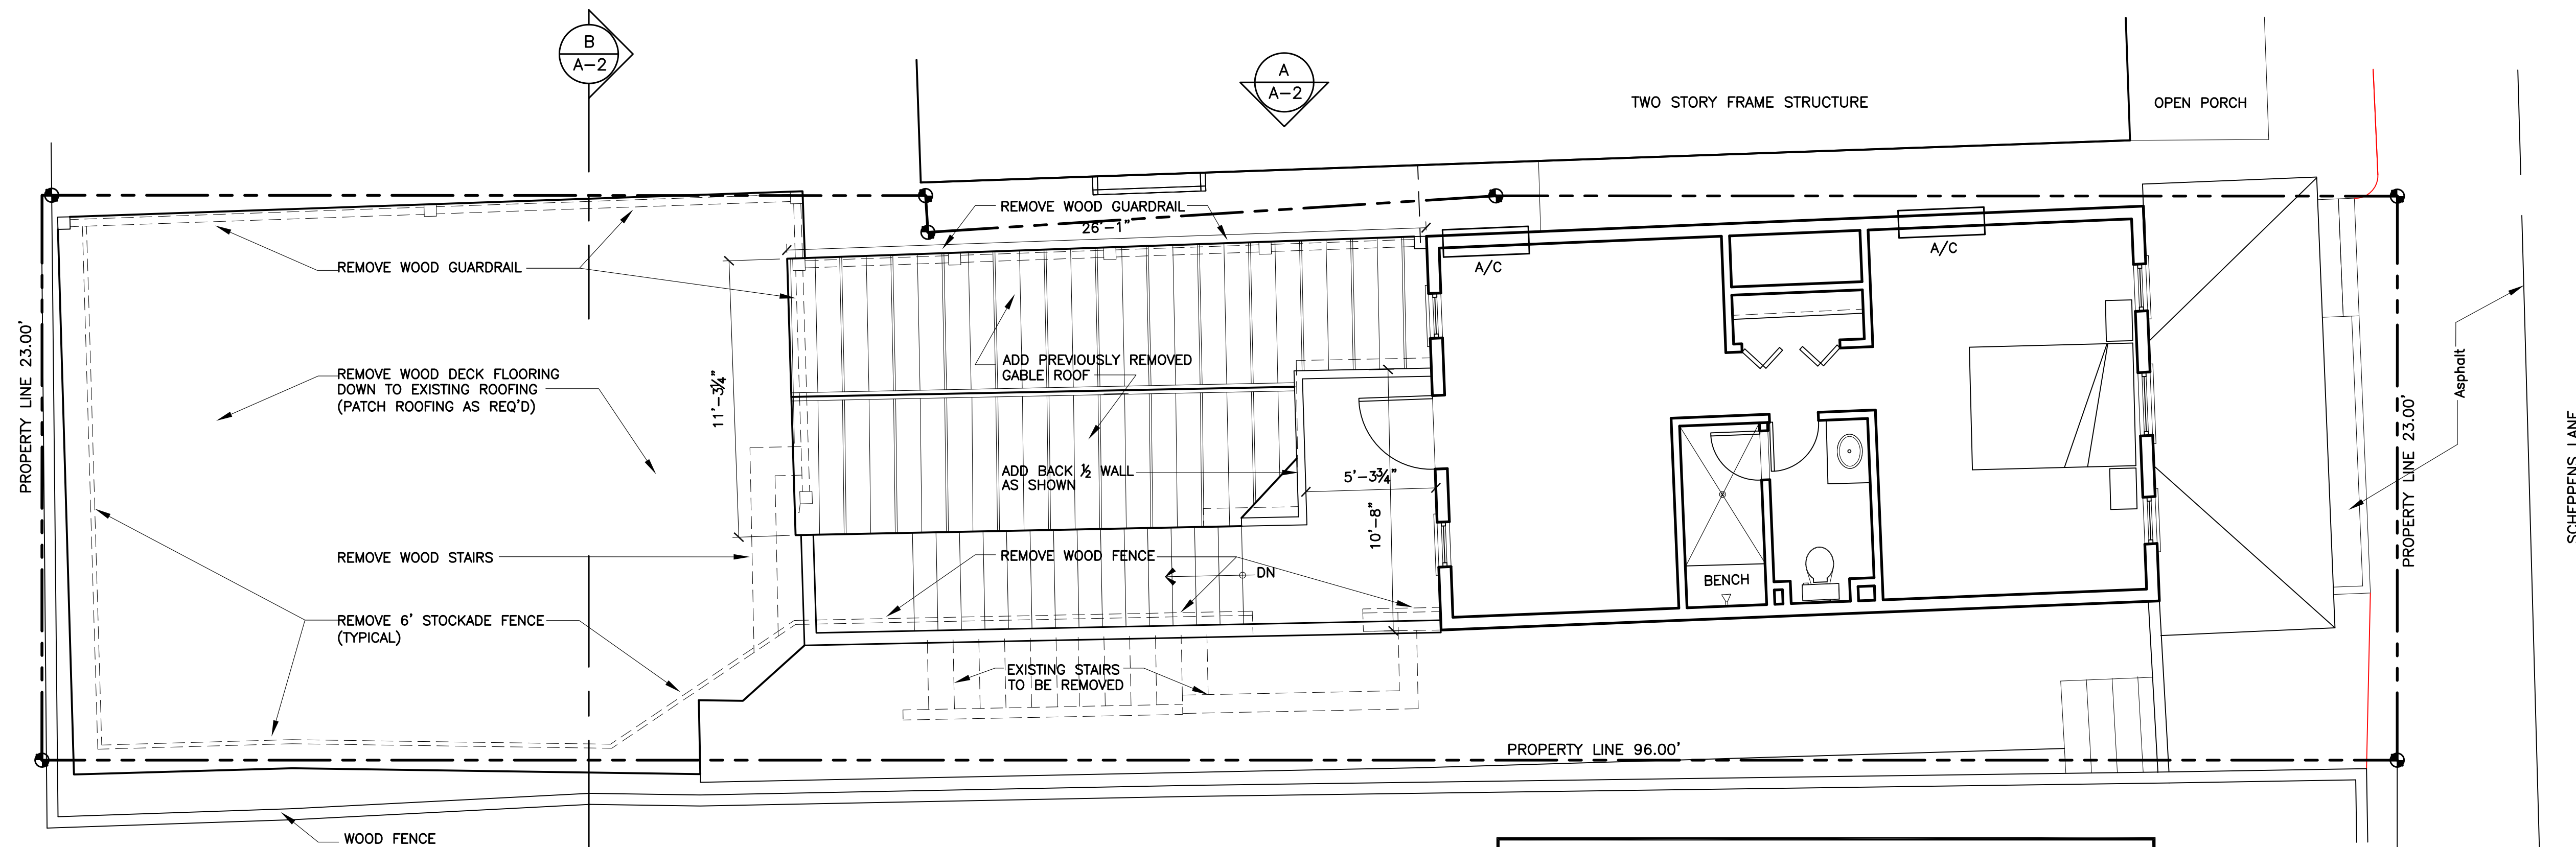 B
A-2
A
A-2
TWO STORY FRAME STRUCTURE
OPEN PORCH
REMOVE WOOD GUARDRAIL
26'-1"
REMOVE WOOD GUARDRAIL
A/C
A/C
PROPERTY LINE 23.00'
REMOVE WOOD DECK FLOORING
DOWN TO EXISTING ROOFING
(PATCH ROOFING AS REQ'D)
11'-3¾"
ADD PREVIOUSLY REMOVED
GABLE ROOF
Asphalt
PROPERTY LINE 23.00'
SCHEPPENS LANE
ADD BACK ½ WALL
AS SHOWN
5'-3¾"
10'-8"
REMOVE WOOD STAIRS
REMOVE WOOD FENCE
DN
BENCH
REMOVE 6' STOCKADE FENCE
(TYPICAL)
EXISTING STAIRS
TO BE REMOVED
PROPERTY LINE 96.00'
WOOD FENCE